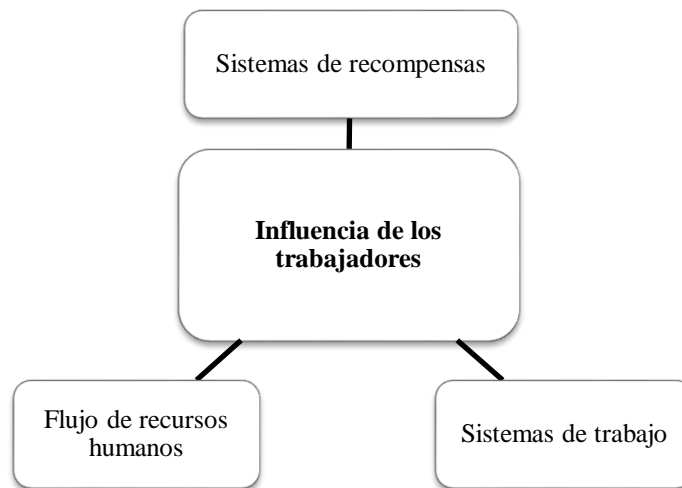 Sistemas de recompensas
Influencia de los
trabajadores
Flujo de recursos
humanos
Sistemas de trabajo